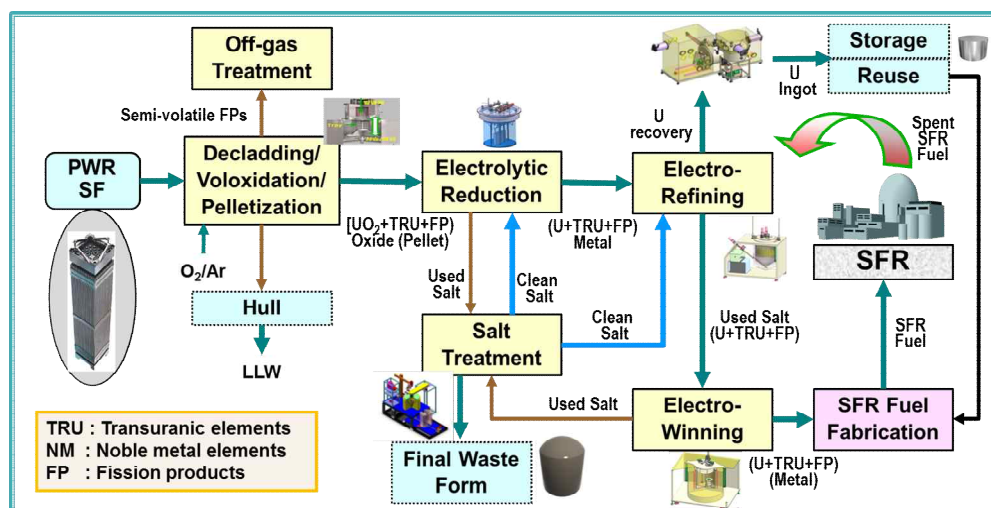 Off-gas
Treatment
Semi-volatile FPs
PWR
SF
Decladding/
Voloxidation/
Pelletization
O2/Ar
Hull
LLW
Electrolytic
Reduction
[UO2+TRU+FP)
Oxide (Pellet)
(U+TRU+FP)
Metal
Used
Salt
Clean
Salt
Clean
Salt
Salt
Treatment
Used Salt
Final Waste
Form
Electro-
Refining
U
recovery
U
Ingot
Storage
Reuse
Spent
SFR
Fuel
SFR
SFR
Fuel
Used Salt
(U+TRU+FP)
Electro-
Winning
(U+TRU+FP)
(Metal)
SFR Fuel
Fabrication
TRU : Transuranic elements
NM : Noble metal elements
FP : Fission products